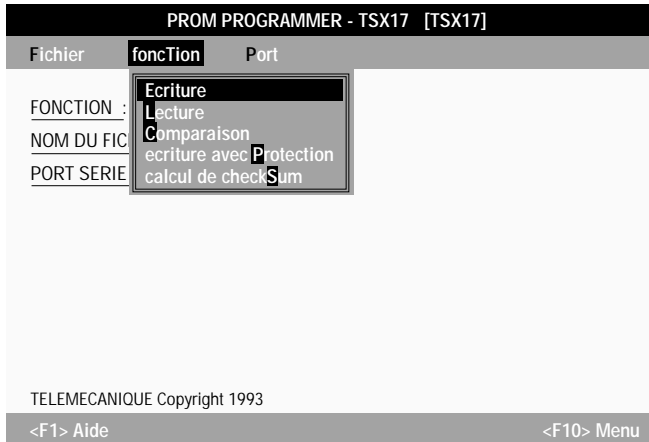 PROM PROGRAMMER - TSX17 [TSX17]
Fichier foncTion Port
Ecriture
Lecture
Comparaison
ecriture avec Protection
calcul de checkSum
FONCTION :
NOM DU FIC
PORT SERIE
TELEMECANIQUE Copyright 1993
<F1> Aide <F10> Menu